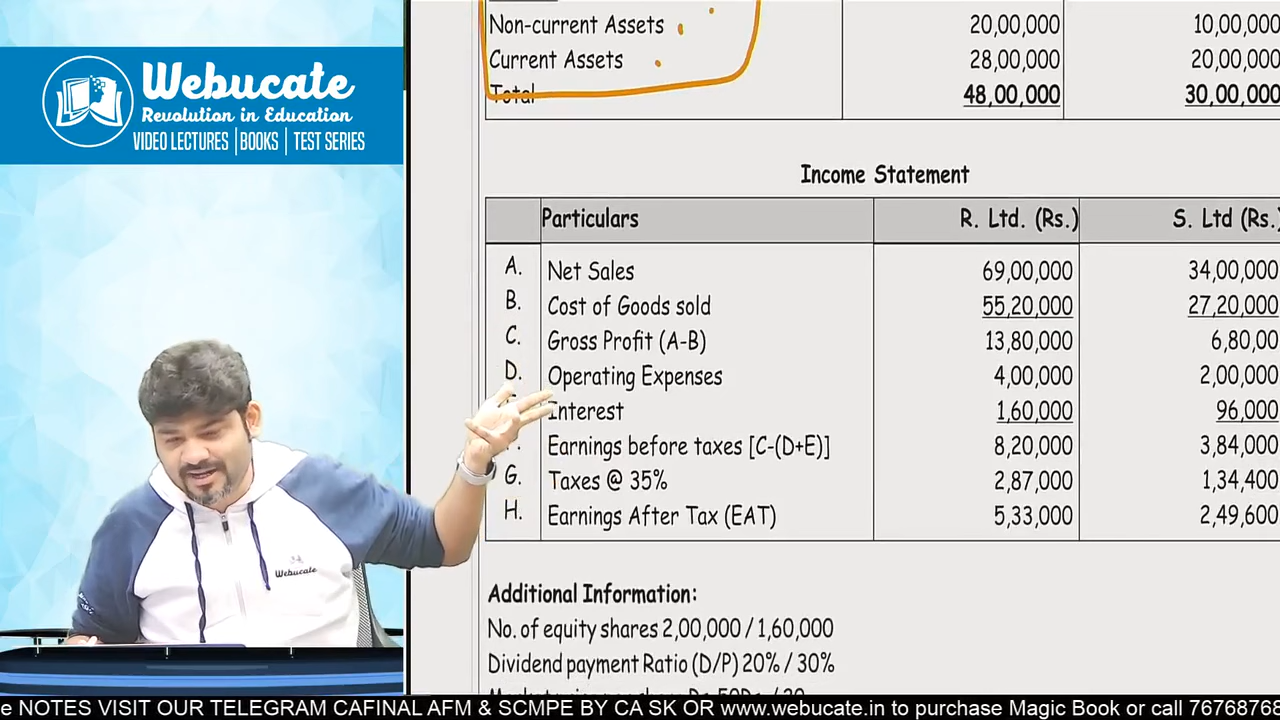 Webucate
Revolution in Education
VIDEO LECTURES | BOOKS | TEST SERIES
Non-current Assets 20,00,000 10,00,000
Current Assets 28,00,000 20,00,000
Total 48,00,000 30,00,000
Income Statement
Particulars R. Ltd. (Rs.) S. Ltd (Rs.)
A. Net Sales 69,00,000 34,00,000
B. Cost of Goods sold 55,20,000 27,20,000
C. Gross Profit (A-B) 13,80,000 6,80,00
D. Operating Expenses 4,00,000 2,00,000
Interest 1,60,000 96,000
Earnings before taxes [C-(D+E)] 8,20,000 3,84,000
G. Taxes @ 35% 2,87,000 1,34,400
H. Earnings After Tax (EAT) 5,33,000 2,49,600
Webucate
Additional Information:
No. of equity shares 2,00,000 / 1,60,000
Dividend payment Ratio (D/P) 20% / 30%
e NOTES VISIT OUR TELEGRAM CAFINAL AFM & SCMPE BY CA SK OR www.webucate.in to purchase Magic Book or call 76768768